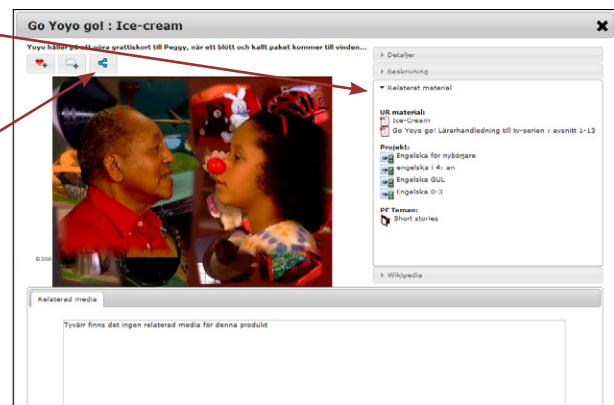 Go Yoyo go! : Ice-cream
Yoyo håller på att göra grattiskort till Peggy, när ett blött och kallt paket kommer till vinden...
Detaljer
Beskrivning
Relaterat material
UR material:
Ice-Cream
Go Yoyo go! Lärarhandledning till tv-serien : avsnitt 1-13
Projekt:
Engelska för nybörjare
engelska i 4: an
Engelska GUL
Engelska 0-3
PF Teman:
Short stories
Wikipedia
Relaterad media
Tyvärr finns det ingen relaterad media för denna produkt